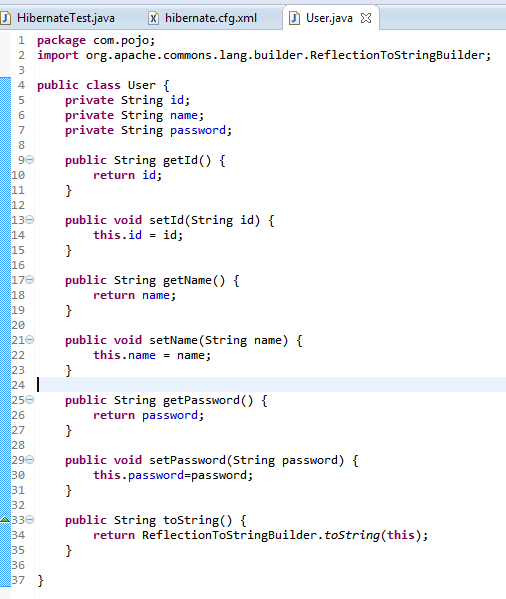 HibernateTest.java hibernate.cfg.xml User.java
1 package com.pojo;
2 import org.apache.commons.lang.builder.ReflectionToStringBuilder;
3
4 public class User {
5     private String id;
6     private String name;
7     private String password;
8
9     public String getId() {
10         return id;
11     }
12
13     public void setId(String id) {
14         this.id = id;
15     }
16
17     public String getName() {
18         return name;
19     }
20
21     public void setName(String name) {
22         this.name = name;
23     }
24
25     public String getPassword() {
26         return password;
27     }
28
29     public void setPassword(String password) {
30         this.password=password;
31     }
32
33     public String toString() {
34         return ReflectionToStringBuilder.toString(this);
35     }
36
37 }